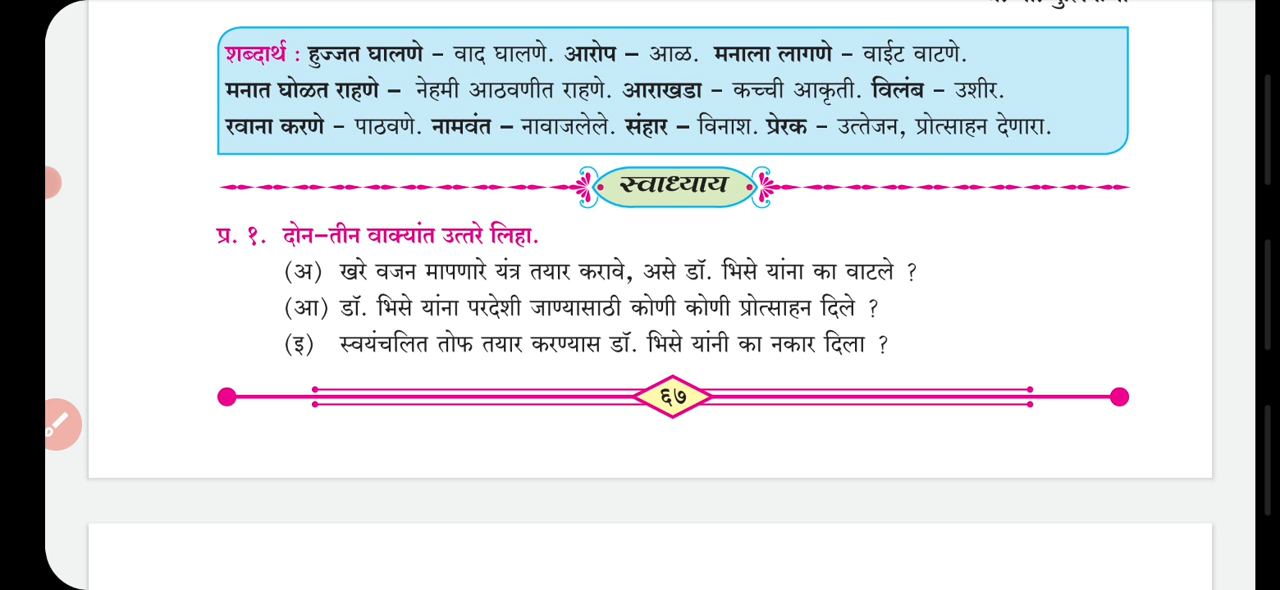 शब्दार्थ : हुज्जत घालणे – वाद घालणे. आरोप – आळ. मनाला लागणे – वाईट वाटणे.
मनात घोळत राहणे – नेहमी आठवणीत राहणे. आराखडा – कच्ची आकृती. विलंब – उशीर.
रवाना करणे – पाठवणे. नामवंत – नावाजलेले. संहार – विनाश. प्रेरक – उत्तेजन, प्रोत्साहन देणारा.
स्वाध्याय
प्र. १. दोन–तीन वाक्यांत उत्तरे लिहा.
(अ) खरे वजन मापणारे यंत्र तयार करावे, असे डॉ. भिसे यांना का वाटले ?
(आ) डॉ. भिसे यांना परदेशी जाण्यासाठी कोणी कोणी प्रोत्साहन दिले ?
(इ) स्वयंचलित तोफ तयार करण्यास डॉ. भिसे यांनी का नकार दिला ?
६७